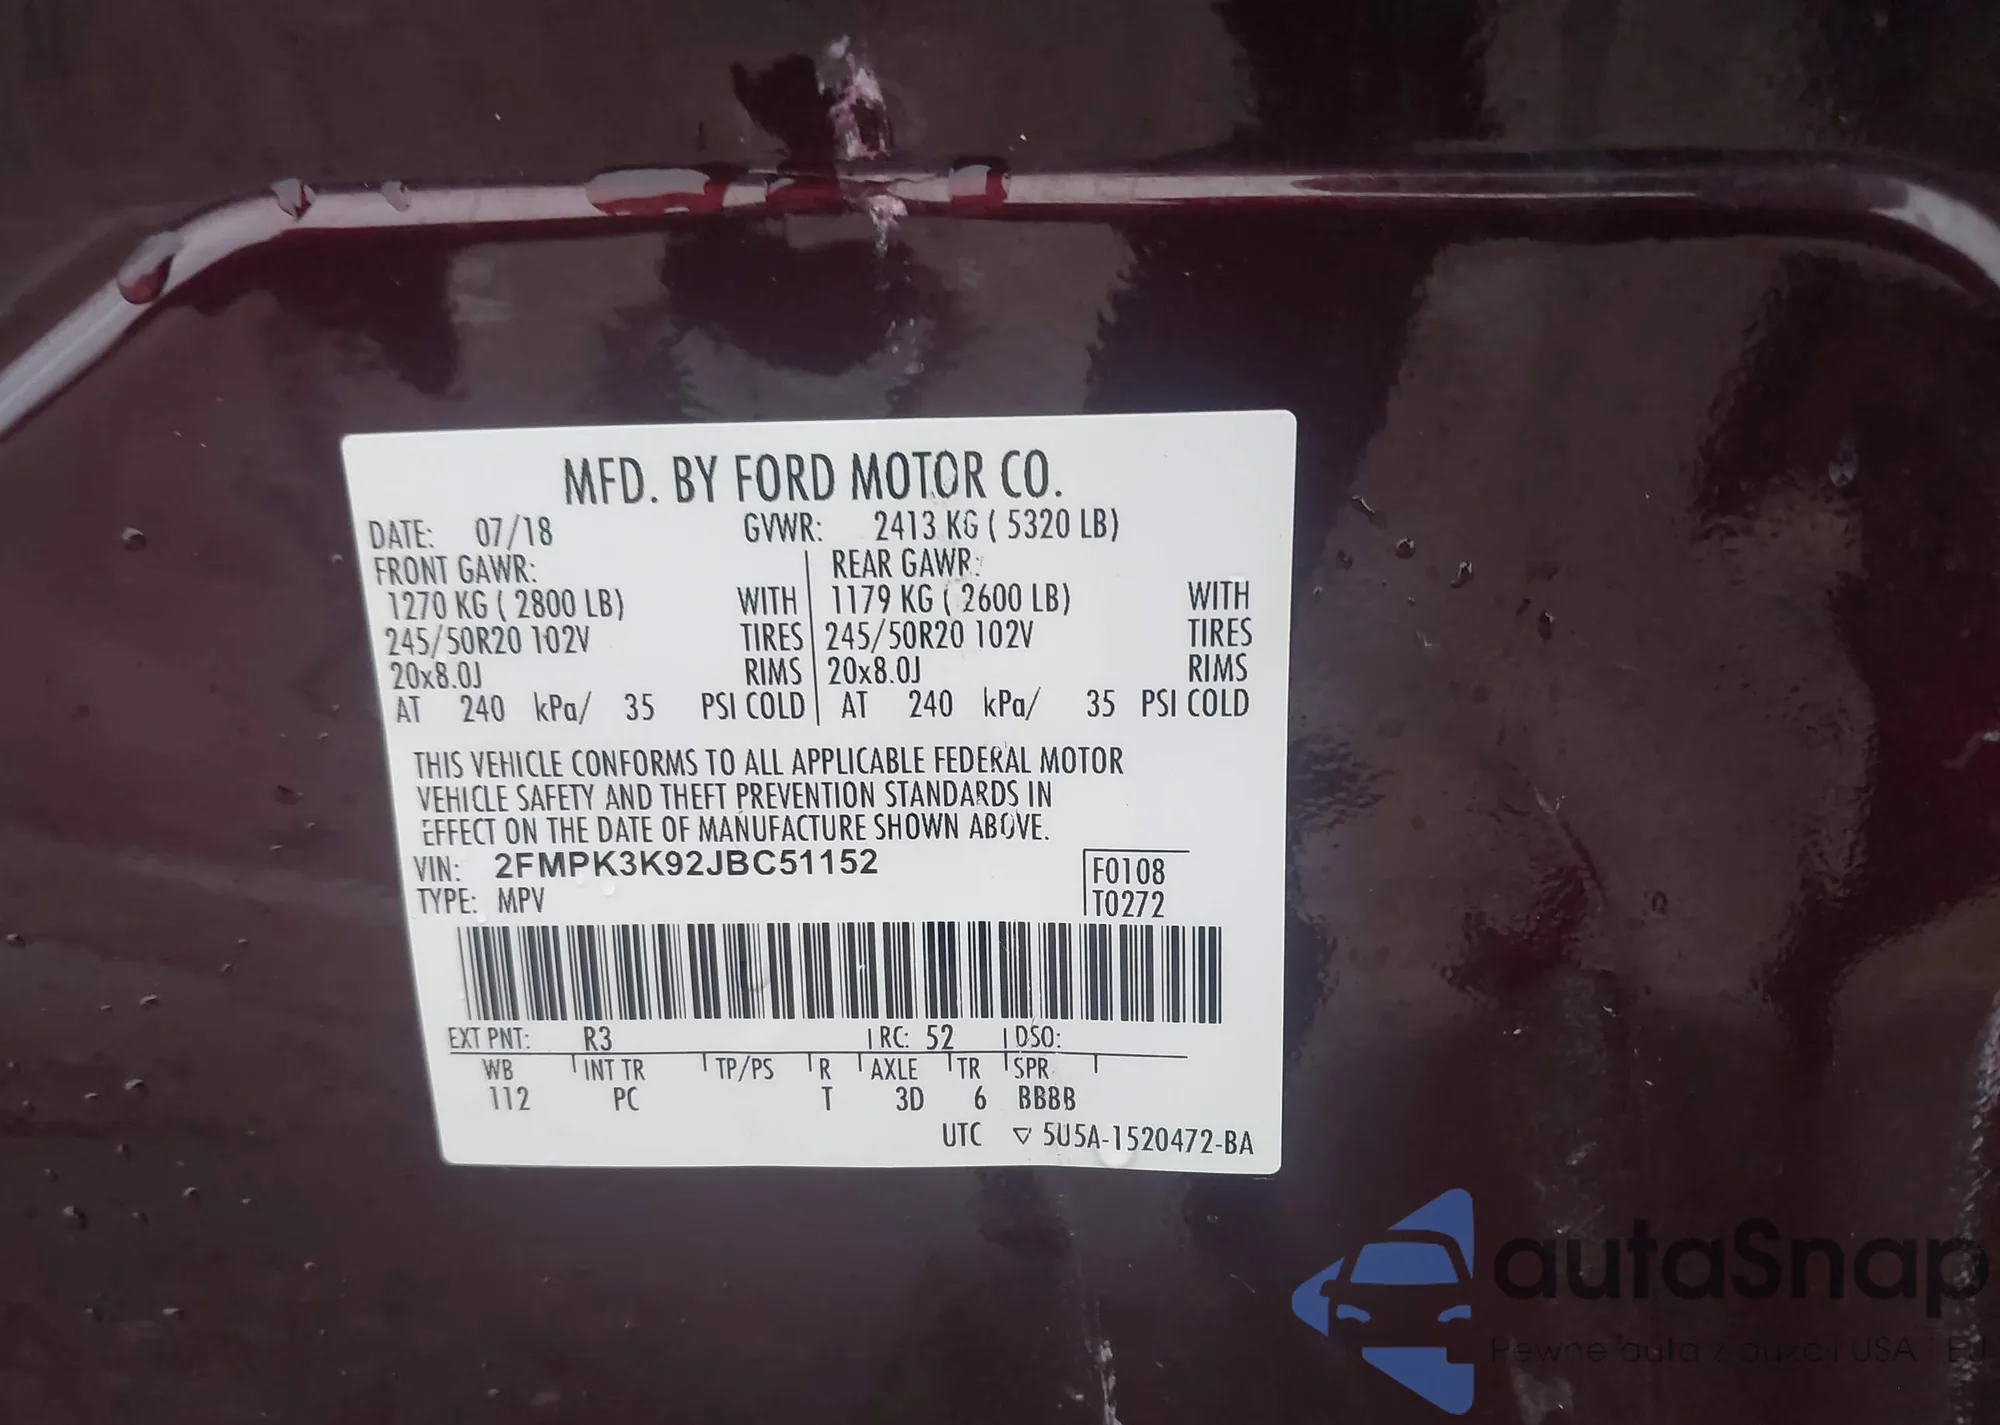 MFD. BY FORD MOTOR CO.
DATE: 07/18 GVWR: 2413 KG ( 5320 LB)
FRONT GAWR: REAR GAWR:
1270 KG ( 2800 LB) WITH 1179 KG ( 2600 LB) WITH
245/50R20 102V TIRES 245/50R20 102V TIRES
20x8.0J RIMS 20x8.0J RIMS
AT 240 kPa/ 35 PSI COLD AT 240 kPa/ 35 PSI COLD
THIS VEHICLE CONFORMS TO ALL APPLICABLE FEDERAL MOTOR
VEHICLE SAFETY AND THEFT PREVENTION STANDARDS IN
EFFECT ON THE DATE OF MANUFACTURE SHOWN ABOVE.
VIN: 2FMPK3K92JBC51152 F0108
TYPE: MPV T0272
EXT PNT: R3 RC: 52 DSO:
WB INT TR TP/PS R AXLE TR SPR
112 PC T 3D 6 BBBB
UTC ▽ 5U5A-1520472-BA
autaSnap
Pewne auta z aukcji USA i EU